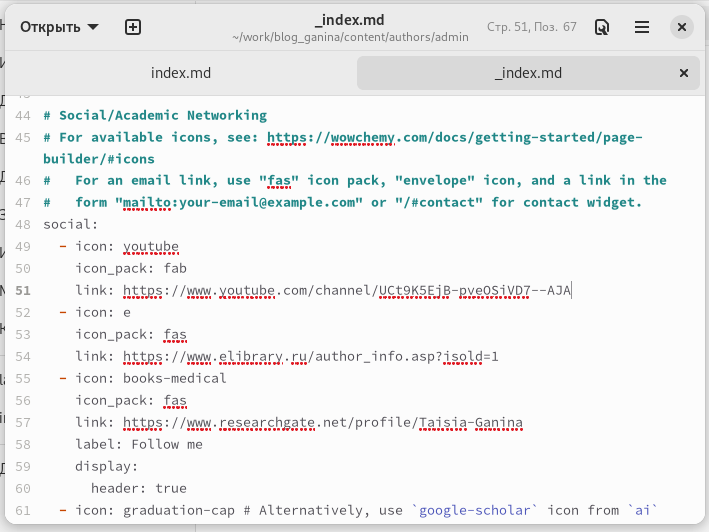 Открыть
_index.md
~/work/blog_ganina/content/authors/admin
Стр. 51, Поз. 67
index.md
_index.md
44 # Social/Academic Networking
45 # For available icons, see: https://wowchemy.com/docs/getting-started/page-
builder/#icons
46 #   For an email link, use "fas" icon pack, "envelope" icon, and a link in the
47 #   form "mailto:your-email@example.com" or "/#contact" for contact widget.
48 social:
49   - icon: youtube
50     icon_pack: fab
51     link: https://www.youtube.com/channel/UCt9K5EjB-pveOSiVD7--AJA
52   - icon: e
53     icon_pack: fas
54     link: https://www.elibrary.ru/author_info.asp?isold=1
55   - icon: books-medical
56     icon_pack: fas
57     link: https://www.researchgate.net/profile/Taisia-Ganina
58     label: Follow me
59     display:
60       header: true
61   - icon: graduation-cap # Alternatively, use `google-scholar` icon from `ai`